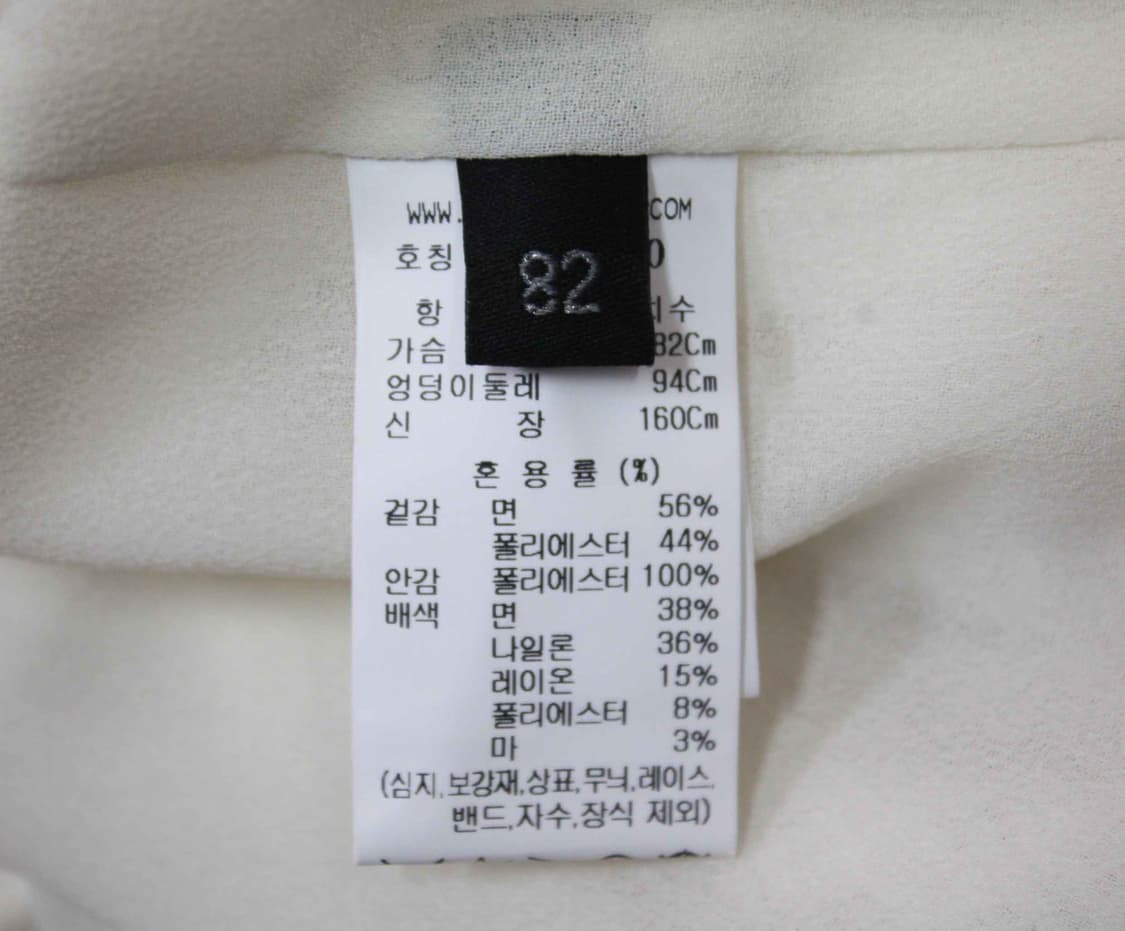 WWW. COM
호칭 0
82
항 치수
가슴 82Cm
엉덩이둘레 94Cm
신 장 160Cm
혼 용 률 (%)
겉감 면 56%
폴리에스터 44%
안감 폴리에스터 100%
배색 면 38%
나일론 36%
레이온 15%
폴리에스터 8%
마 3%
(심지,보강재,상표,무늬,레이스,
밴드,자수,장식 제외)